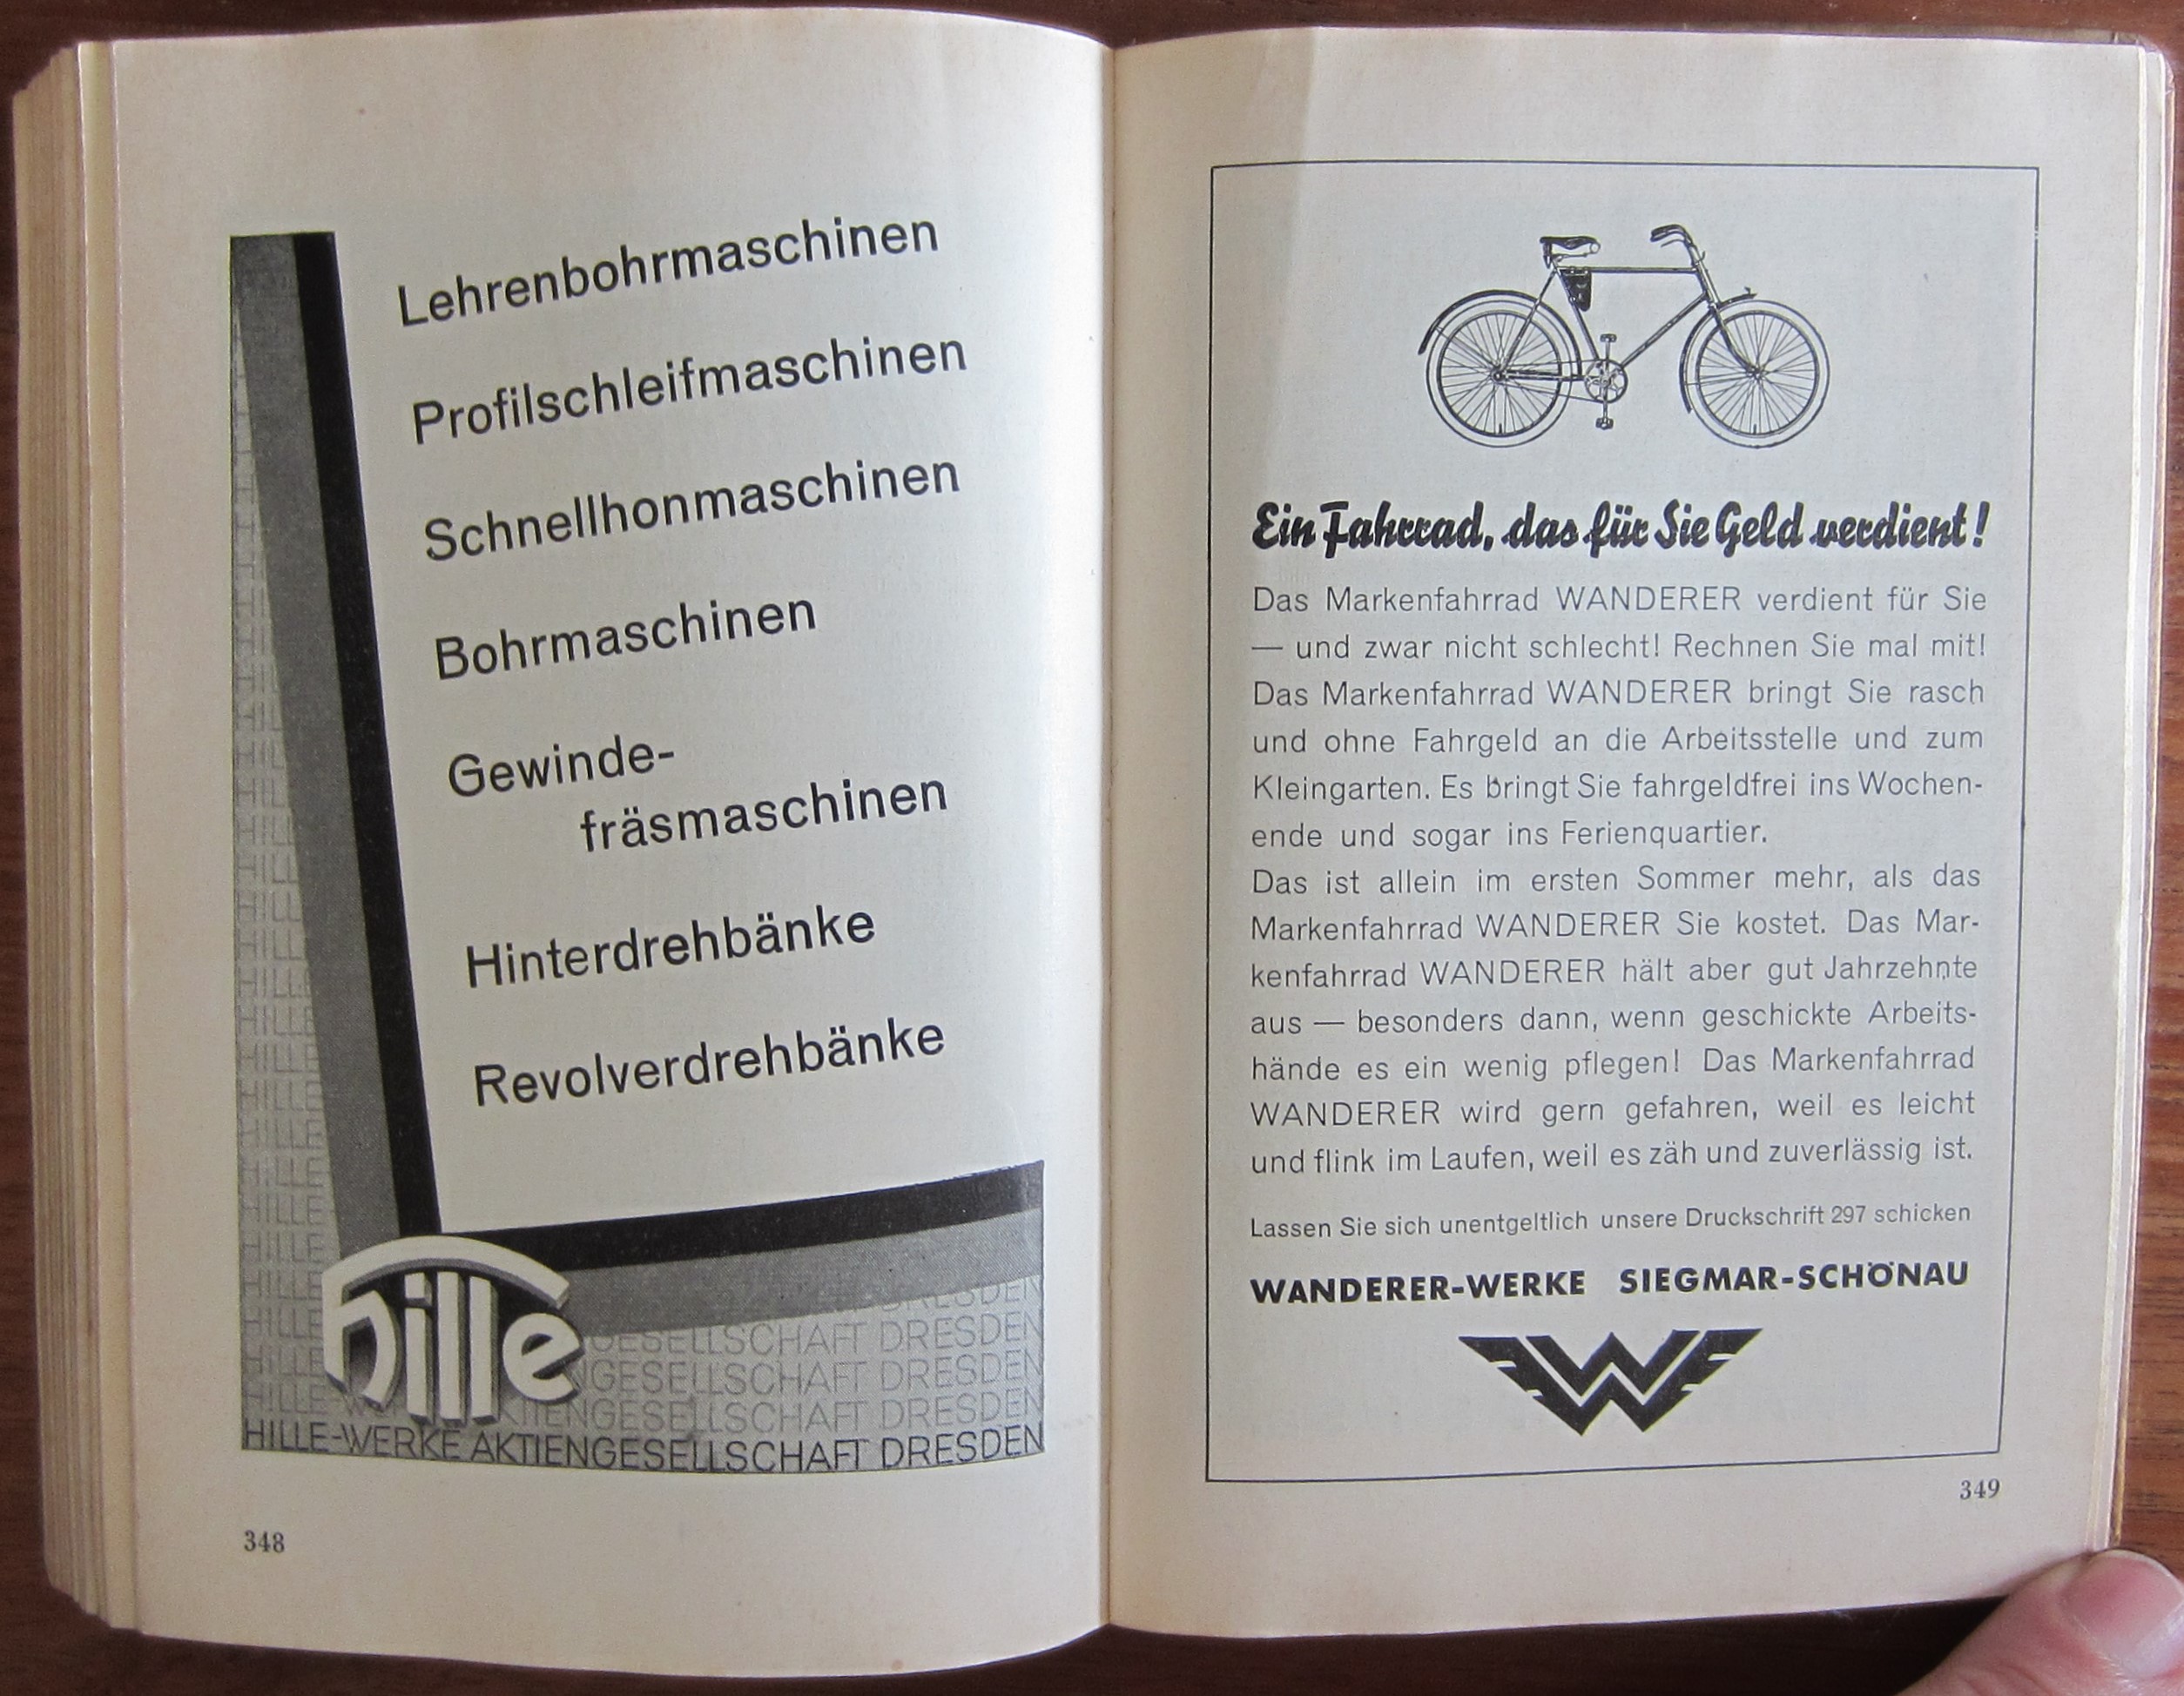 Lehrenbohrmaschinen
Profilschleifmaschinen
Schnellhonmaschinen
Bohrmaschinen
Gewinde-
fräsmaschinen
Hinterdrehbänke
Revolverdrehbänke
hille
GESELLSCHAFT DRESDEN
NGESELLSCHAFT DRESDEN
AKTIENGESELLSCHAFT DRESDEN
HILLE-WERKE AKTIENGESELLSCHAFT DRESDEN
348
Ein Fahrrad, das für Sie Geld verdient!
Das Markenfahrrad WANDERER verdient für Sie
— und zwar nicht schlecht! Rechnen Sie mal mit!
Das Markenfahrrad WANDERER bringt Sie rasch
und ohne Fahrgeld an die Arbeitsstelle und zum
Kleingarten. Es bringt Sie fahrgeldfrei ins Wochen-
ende und sogar ins Ferienquartier.
Das ist allein im ersten Sommer mehr, als das
Markenfahrrad WANDERER Sie kostet. Das Mar-
kenfahrrad WANDERER hält aber gut Jahrzehnte
aus — besonders dann, wenn geschickte Arbeits-
hände es ein wenig pflegen! Das Markenfahrrad
WANDERER wird gern gefahren, weil es leicht
und flink im Laufen, weil es zäh und zuverlässig ist.
Lassen Sie sich unentgeltlich unsere Druckschrift 297 schicken
WANDERER-WERKE SIEGMAR-SCHÖNAU
W
349